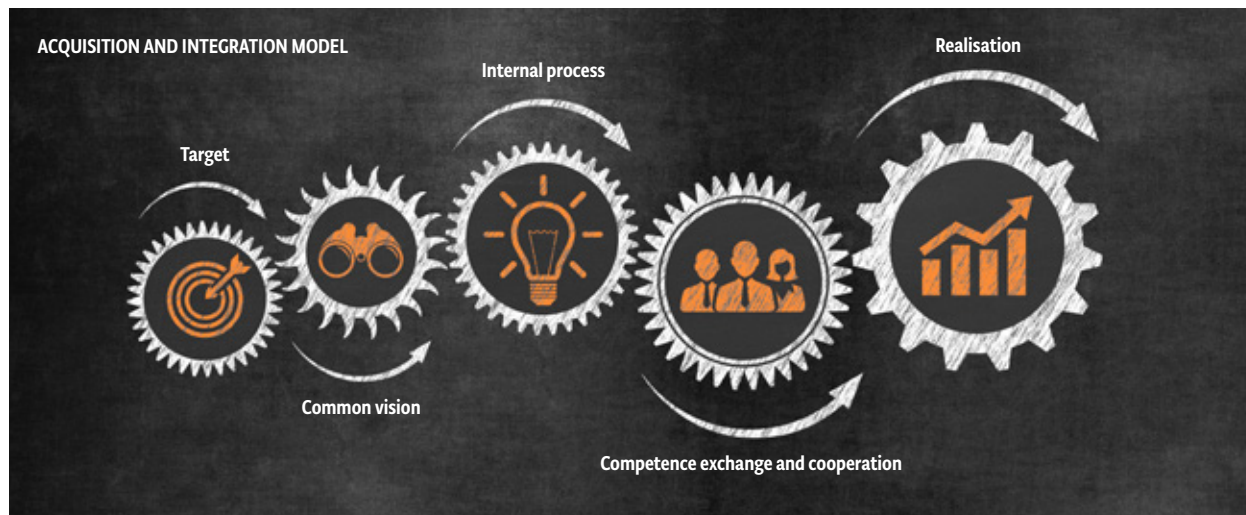 ACQUISITION AND INTEGRATION MODEL
Target
Common vision
Internal process
Competence exchange and cooperation
Realisation